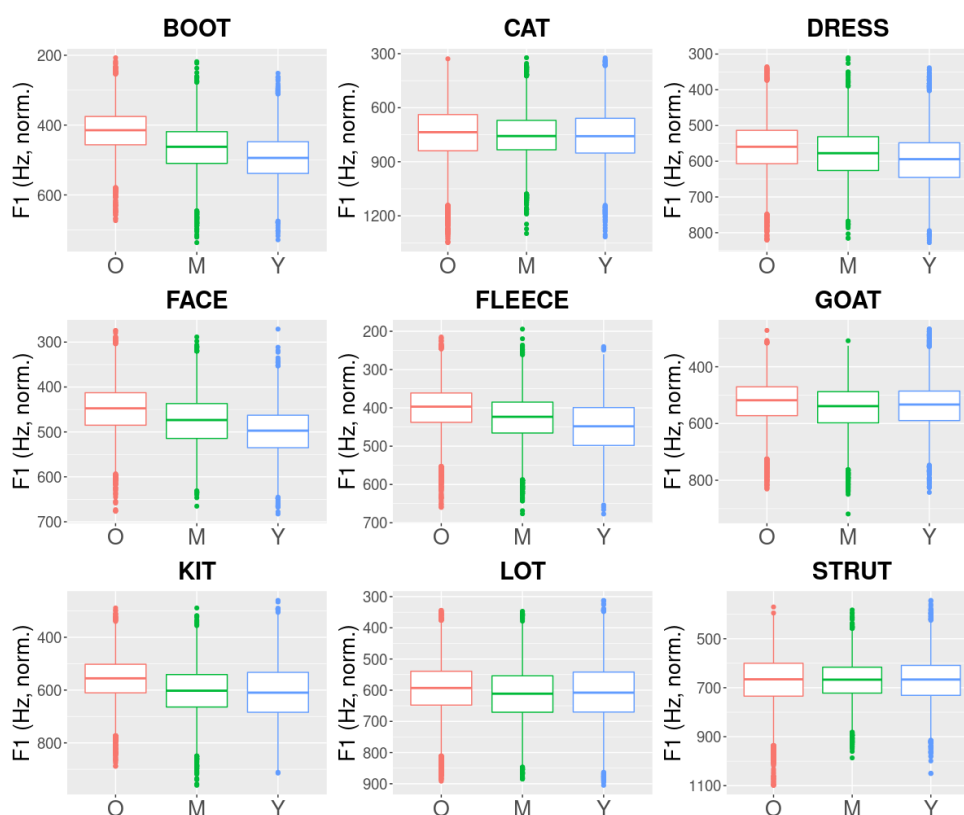 BOOT
CAT
DRESS
F1 (Hz, norm.)
200
400
600
O
M
Y
F1 (Hz, norm.)
300
600
900
1200
O
M
Y
F1 (Hz, norm.)
300
400
500
600
700
800
O
M
Y
FACE
FLEECE
GOAT
F1 (Hz, norm.)
300
400
500
600
700
O
M
Y
F1 (Hz, norm.)
200
300
400
500
600
700
O
M
Y
F1 (Hz, norm.)
400
600
800
O
M
Y
KIT
LOT
STRUT
F1 (Hz, norm.)
400
600
800
O
M
Y
F1 (Hz, norm.)
300
400
500
600
700
800
900
O
M
Y
F1 (Hz, norm.)
500
700
900
1100
O
M
Y